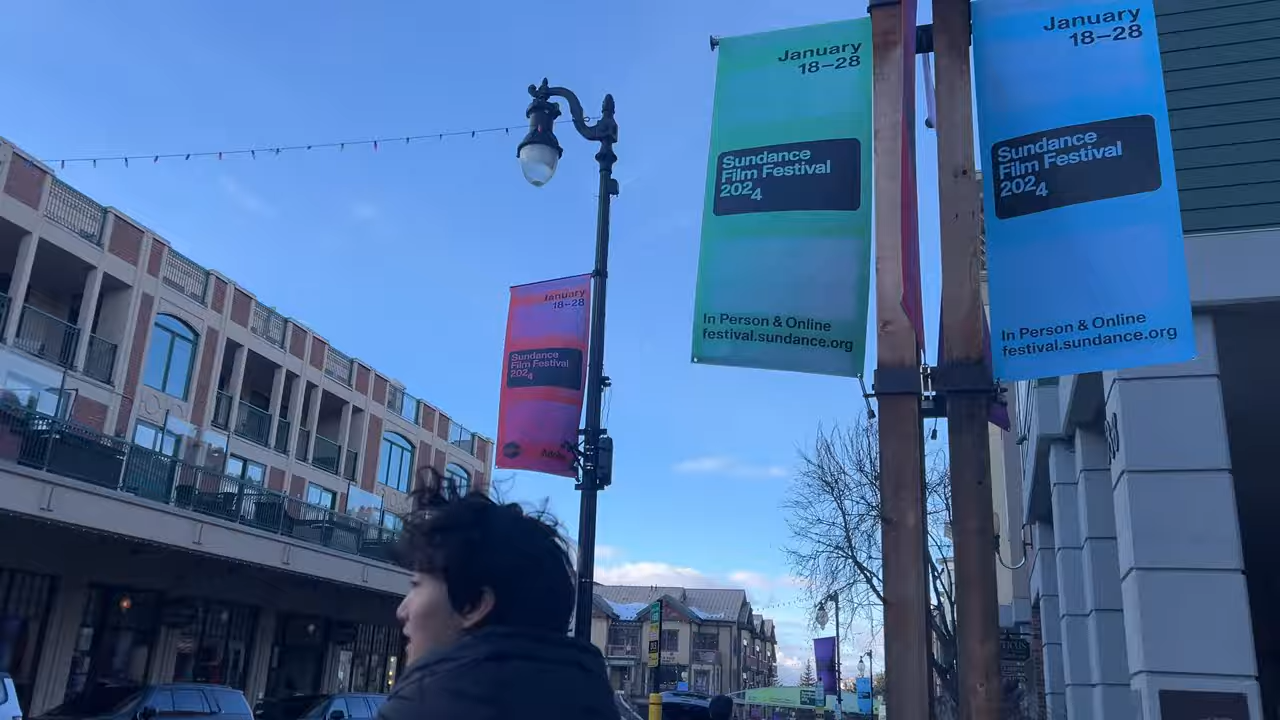 January
18–28
Sundance
Film Festival
2024
In Person & Online
festival.sundance.org
January
18–28
Sundance
Film Festival
2024
In Person & Online
festival.sundance.org
January
18–28
Sundance
Film Festival
2024
Adobe